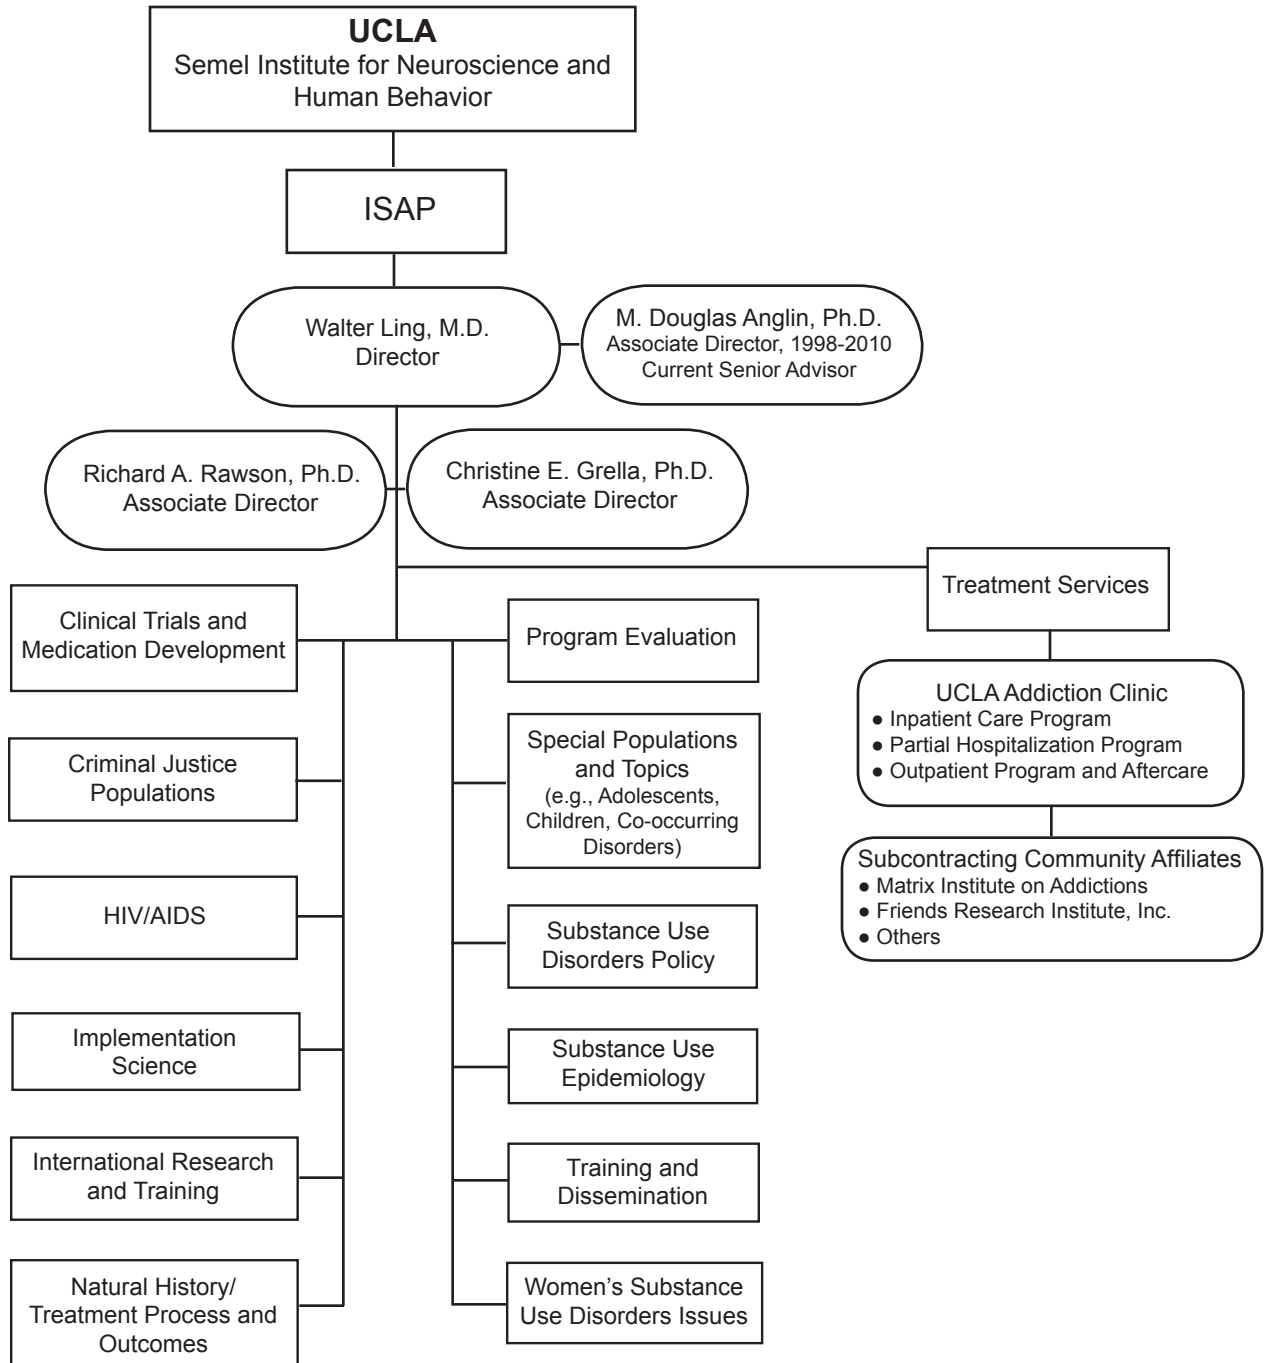 UCLA
Semel Institute for Neuroscience and
Human Behavior
ISAP
Walter Ling, M.D.
Director
M. Douglas Anglin, Ph.D.
Associate Director, 1998-2010
Current Senior Advisor
Richard A. Rawson, Ph.D.
Associate Director
Christine E. Grella, Ph.D.
Associate Director
Treatment Services
UCLA Addiction Clinic
● Inpatient Care Program
● Partial Hospitalization Program
● Outpatient Program and Aftercare
Subcontracting Community Affiliates
● Matrix Institute on Addictions
● Friends Research Institute, Inc.
● Others
Clinical Trials and
Medication Development
Criminal Justice
Populations
HIV/AIDS
Implementation
Science
International Research
and Training
Natural History/
Treatment Process and
Outcomes
Program Evaluation
Special Populations
and Topics
(e.g., Adolescents,
Children, Co-occurring
Disorders)
Substance Use
Disorders Policy
Substance Use
Epidemiology
Training and
Dissemination
Women’s Substance
Use Disorders Issues